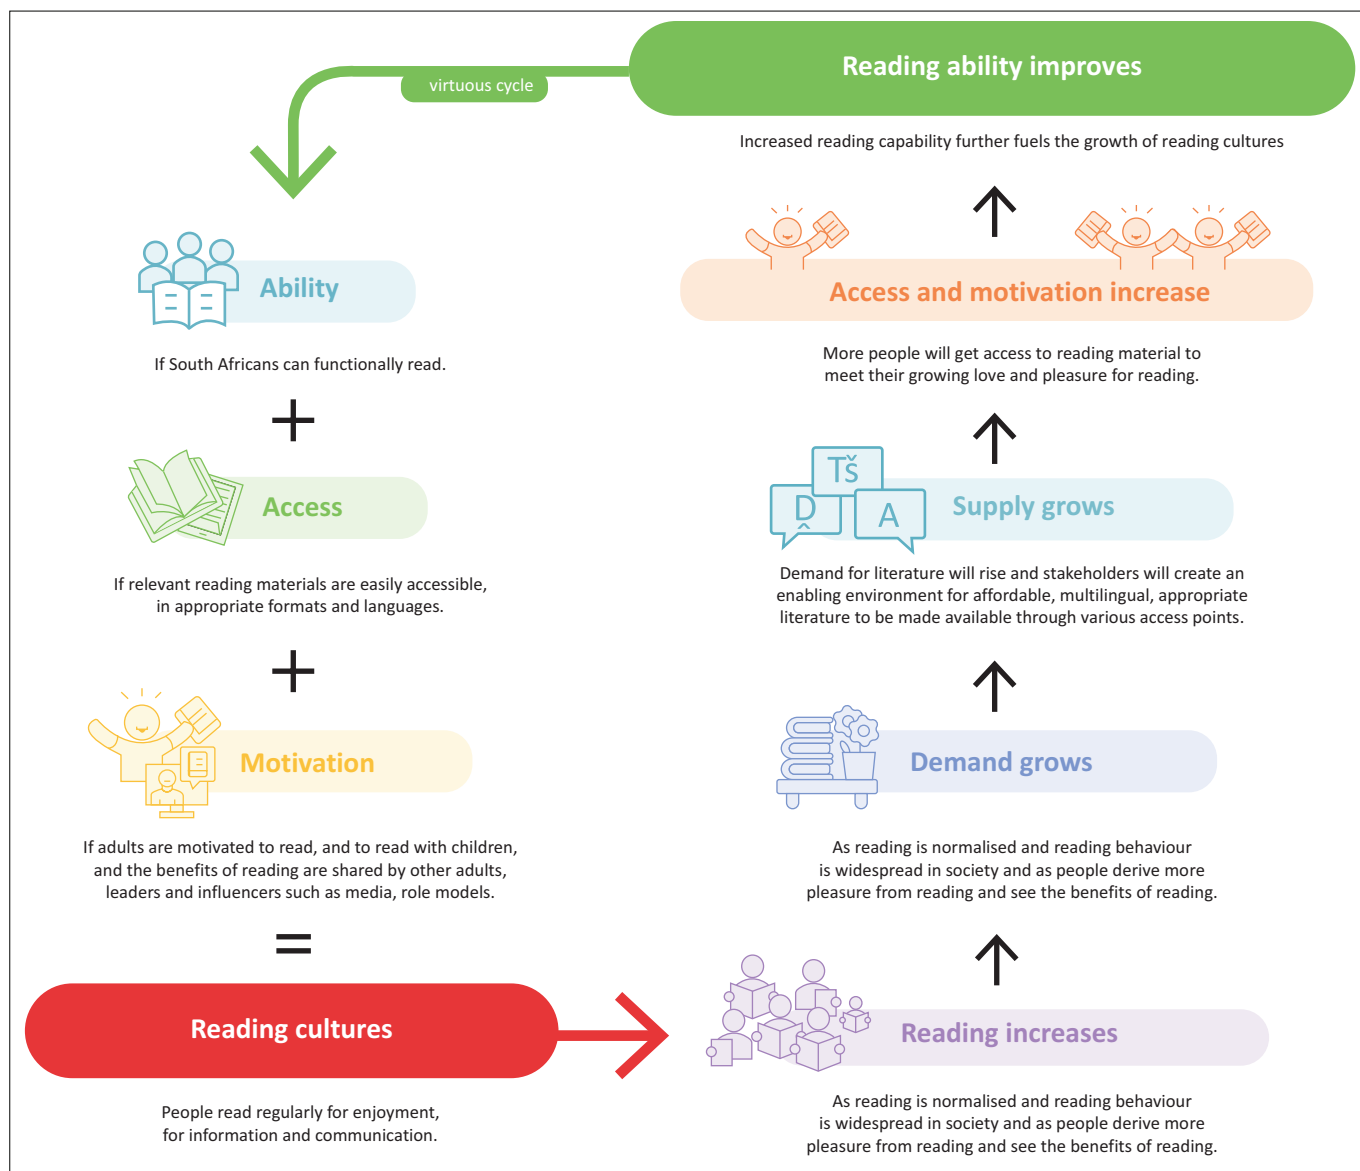 virtuous cycle
Ability
If South Africans can functionally read.
+
Access
If relevant reading materials are easily accessible,
in appropriate formats and languages.
+
Motivation
If adults are motivated to read, and to read with children,
and the benefits of reading are shared by other adults,
leaders and influencers such as media, role models.
=
Reading cultures
People read regularly for enjoyment,
for information and communication.
Reading ability improves
Increased reading capability further fuels the growth of reading cultures
Access and motivation increase
More people will get access to reading material to
meet their growing love and pleasure for reading.
Tš
Ḓ
A
Supply grows
Demand for literature will rise and stakeholders will create an
enabling environment for affordable, multilingual, appropriate
literature to be made available through various access points.
Demand grows
As reading is normalised and reading behaviour
is widespread in society and as people derive more
pleasure from reading and see the benefits of reading.
Reading increases
As reading is normalised and reading behaviour
is widespread in society and as people derive more
pleasure from reading and see the benefits of reading.